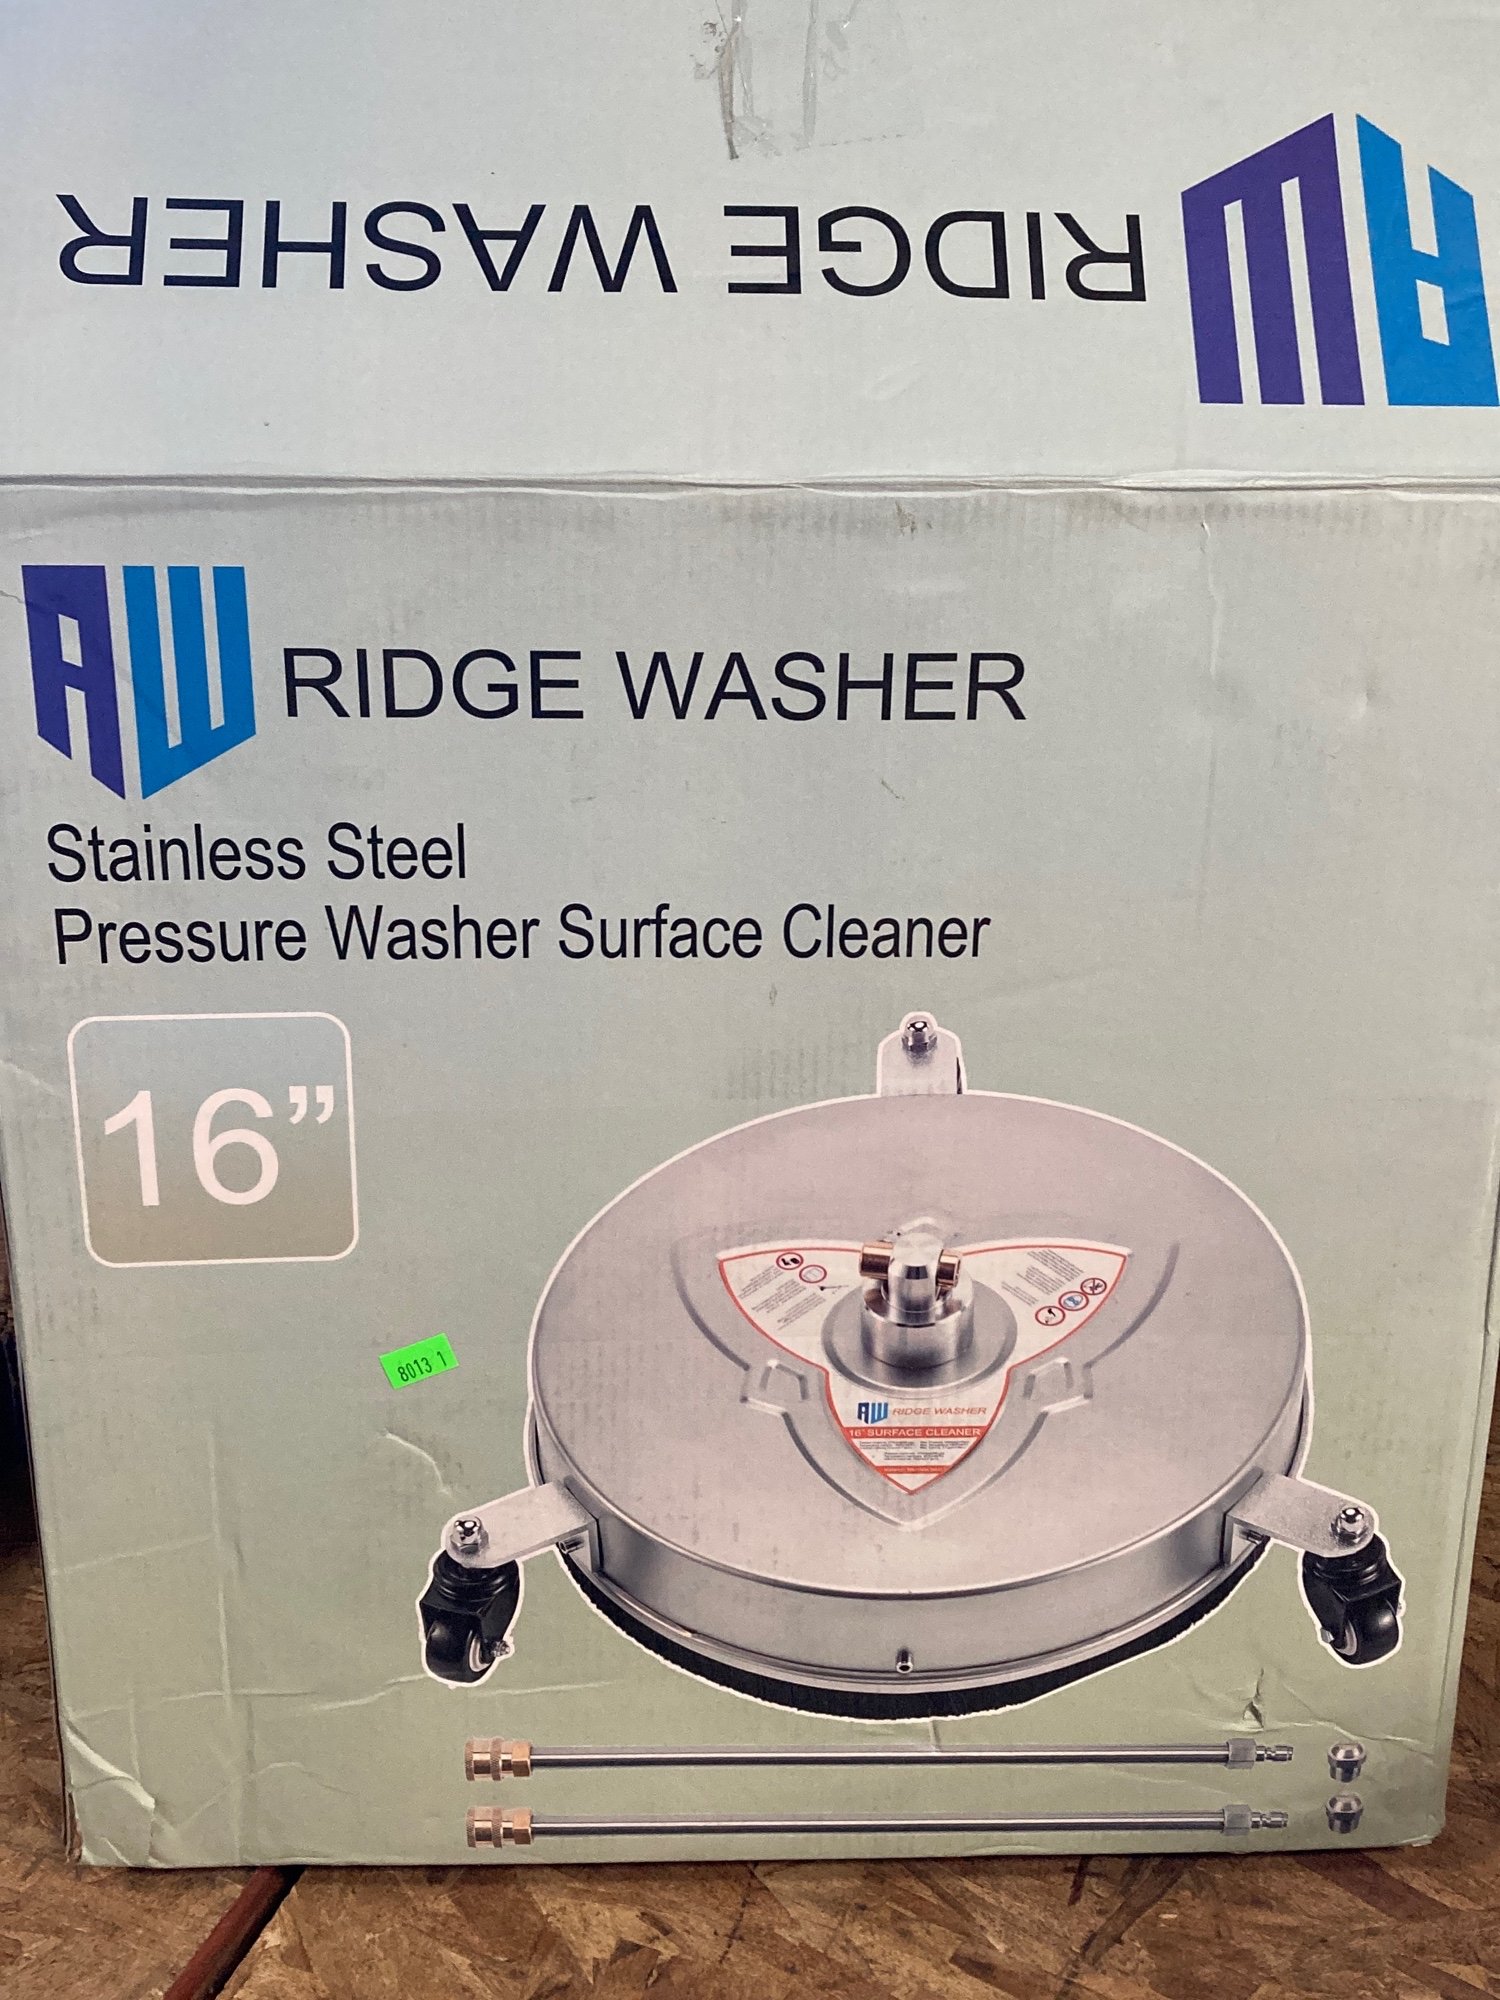 RIDGE WASHER AW
AW RIDGE WASHER
Stainless Steel
Pressure Washer Surface Cleaner
16”
8013 1
AW RIDGE WASHER
16" SURFACE CLEANER